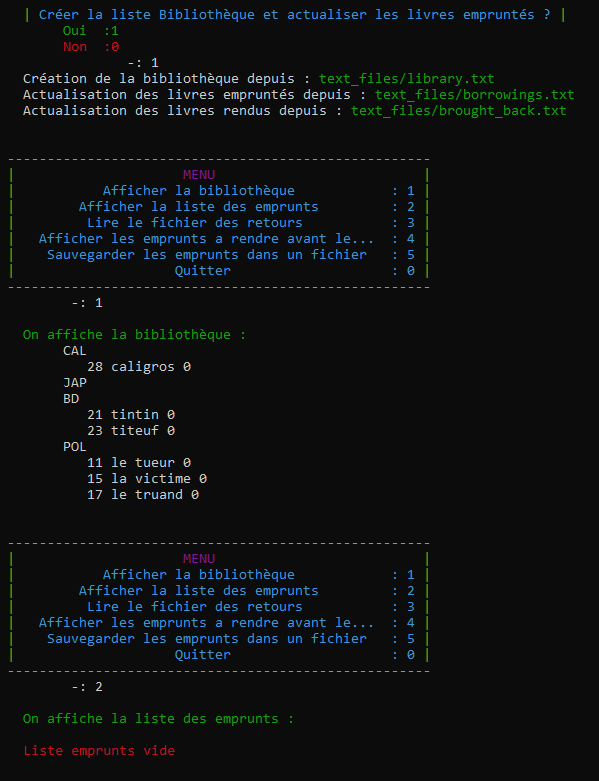 | Créer la liste Bibliothèque et actualiser les livres empruntés ? |
Oui :1
Non :0
-: 1
Création de la bibliothèque depuis : text_files/library.txt
Actualisation des livres empruntés depuis : text_files/borrowings.txt
Actualisation des livres rendus depuis : text_files/brought_back.txt
-----------------------------------------------------
| MENU |
| Afficher la bibliothèque : 1 |
| Afficher la liste des emprunts : 2 |
| Lire le fichier des retours : 3 |
| Afficher les emprunts a rendre avant le... : 4 |
| Sauvegarder les emprunts dans un fichier : 5 |
| Quitter : 0 |
-----------------------------------------------------
-: 1
On affiche la bibliothèque :
CAL
28 caligros 0
JAP
BD
21 tintin 0
23 titeuf 0
POL
11 le tueur 0
15 la victime 0
17 le truand 0
-----------------------------------------------------
| MENU |
| Afficher la bibliothèque : 1 |
| Afficher la liste des emprunts : 2 |
| Lire le fichier des retours : 3 |
| Afficher les emprunts a rendre avant le... : 4 |
| Sauvegarder les emprunts dans un fichier : 5 |
| Quitter : 0 |
-----------------------------------------------------
-: 2
On affiche la liste des emprunts :
Liste emprunts vide